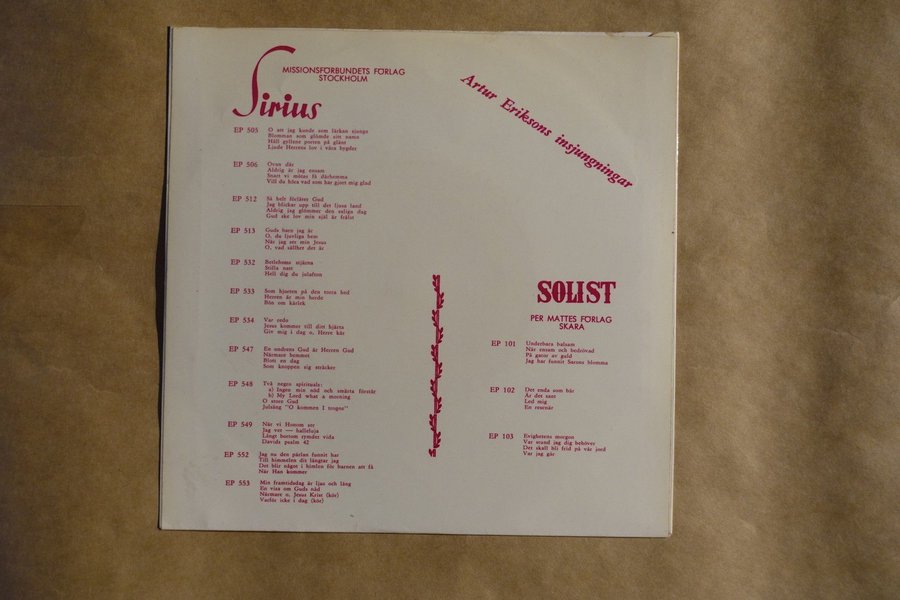 Sirius
MISSIONSFÖRBUNDETS FÖRLAG
STOCKHOLM
Artur Eriksons insjungningar
EP 505 O att jag kunde som lärkan sjunga
Blomman som glömde sitt namn
Håll gyllene porten på glänt
Ljude Herrens lov i våra bygder
EP 506 Ovan där
Aldrig är jag ensam
Snart vi mötas få därhemma
Vill du höra vad som har gjort mig glad
EP 512 Så helt förlåter Gud
Jag blickar upp till det ljusa land
Aldrig jag glömmer den saliga dag
Gud ske lov min själ är frälst
EP 513 Guds barn jag är
O, du ljuvliga hem
När jag ser min Jesus
O, vad sällhet det är
EP 532 Betlehems stjärna
Stilla natt
Hell dig du julafton
EP 533 Som hjorten på den torra hed
Herren är min herde
Bön om kärlek
EP 534 Var redo
Jesus kommer till ditt hjärta
Giv mig i dag o, Herre kär
EP 547 En underns Gud är Herren Gud
Närmare hemmet
Blott en dag
Som knoppen sig sträcker
EP 548 Två negro spirituals:
a) Ingen min nöd och smärta förstår
b) My Lord what a morning
O store Gud
Julsång "O kommen I trogne"
EP 549 När vi Honom ser
Jag vet — halleluja
Långt bortom rymder vida
Davids psalm 42
EP 552 Jag nu den pärlan funnit har
Till himmelen dit längtar jag
Det blir något i himlen för barnen att få
När Han kommer
EP 553 Min framtidsdag är ljus och lång
En visa om Guds nåd
Närmare o, Jesus Krist (kör)
Varför icke i dag (kör)
SOLIST
PER MATTES FÖRLAG
SKARA
EP 101 Underbara balsam
När ensam och bedrövad
På gator av guld
Jag har funnit Sarons blomma
EP 102 Det enda som bär
Är det sant
Led mig
En resenär
EP 103 Evighetens morgon
Var stund jag dig behöver
Det skall bli frid på vår jord
Var jag går